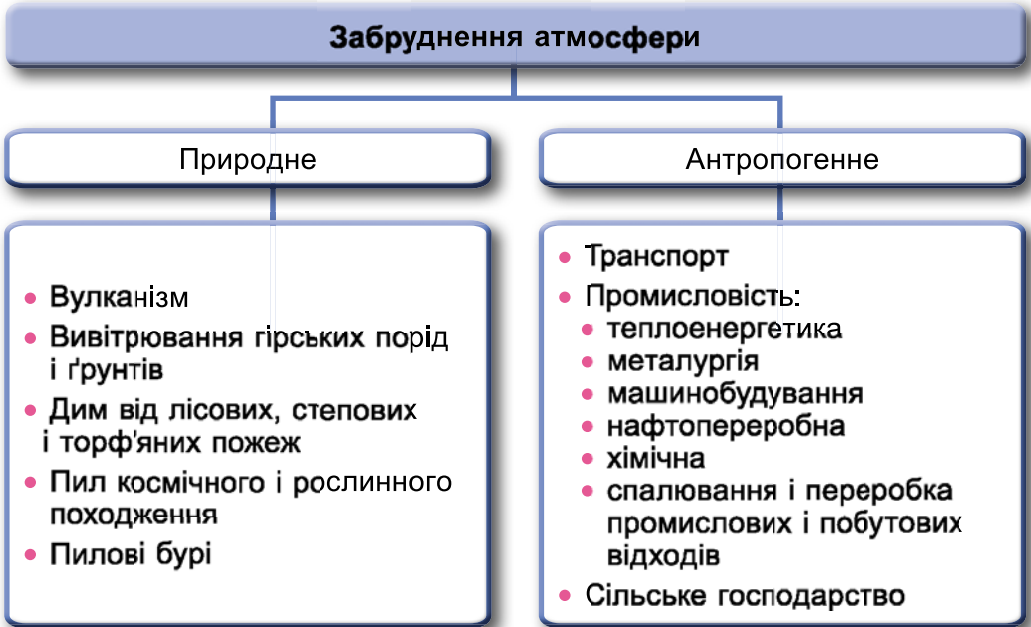 Забруднення атмосфери
Природне
Вулканізм
Вивітрювання гірських порід
і ґрунтів
Дим від лісових, степових
і торф'яних пожеж
Пил космічного і рослинного
походження
Пилові бурі
Антропогенне
Транспорт
Промисловість:
теплоенергетика
металургія
машинобудування
нафтопереробна
хімічна
спалювання і переробка
промислових і побутових
відходів
Сільське господарство